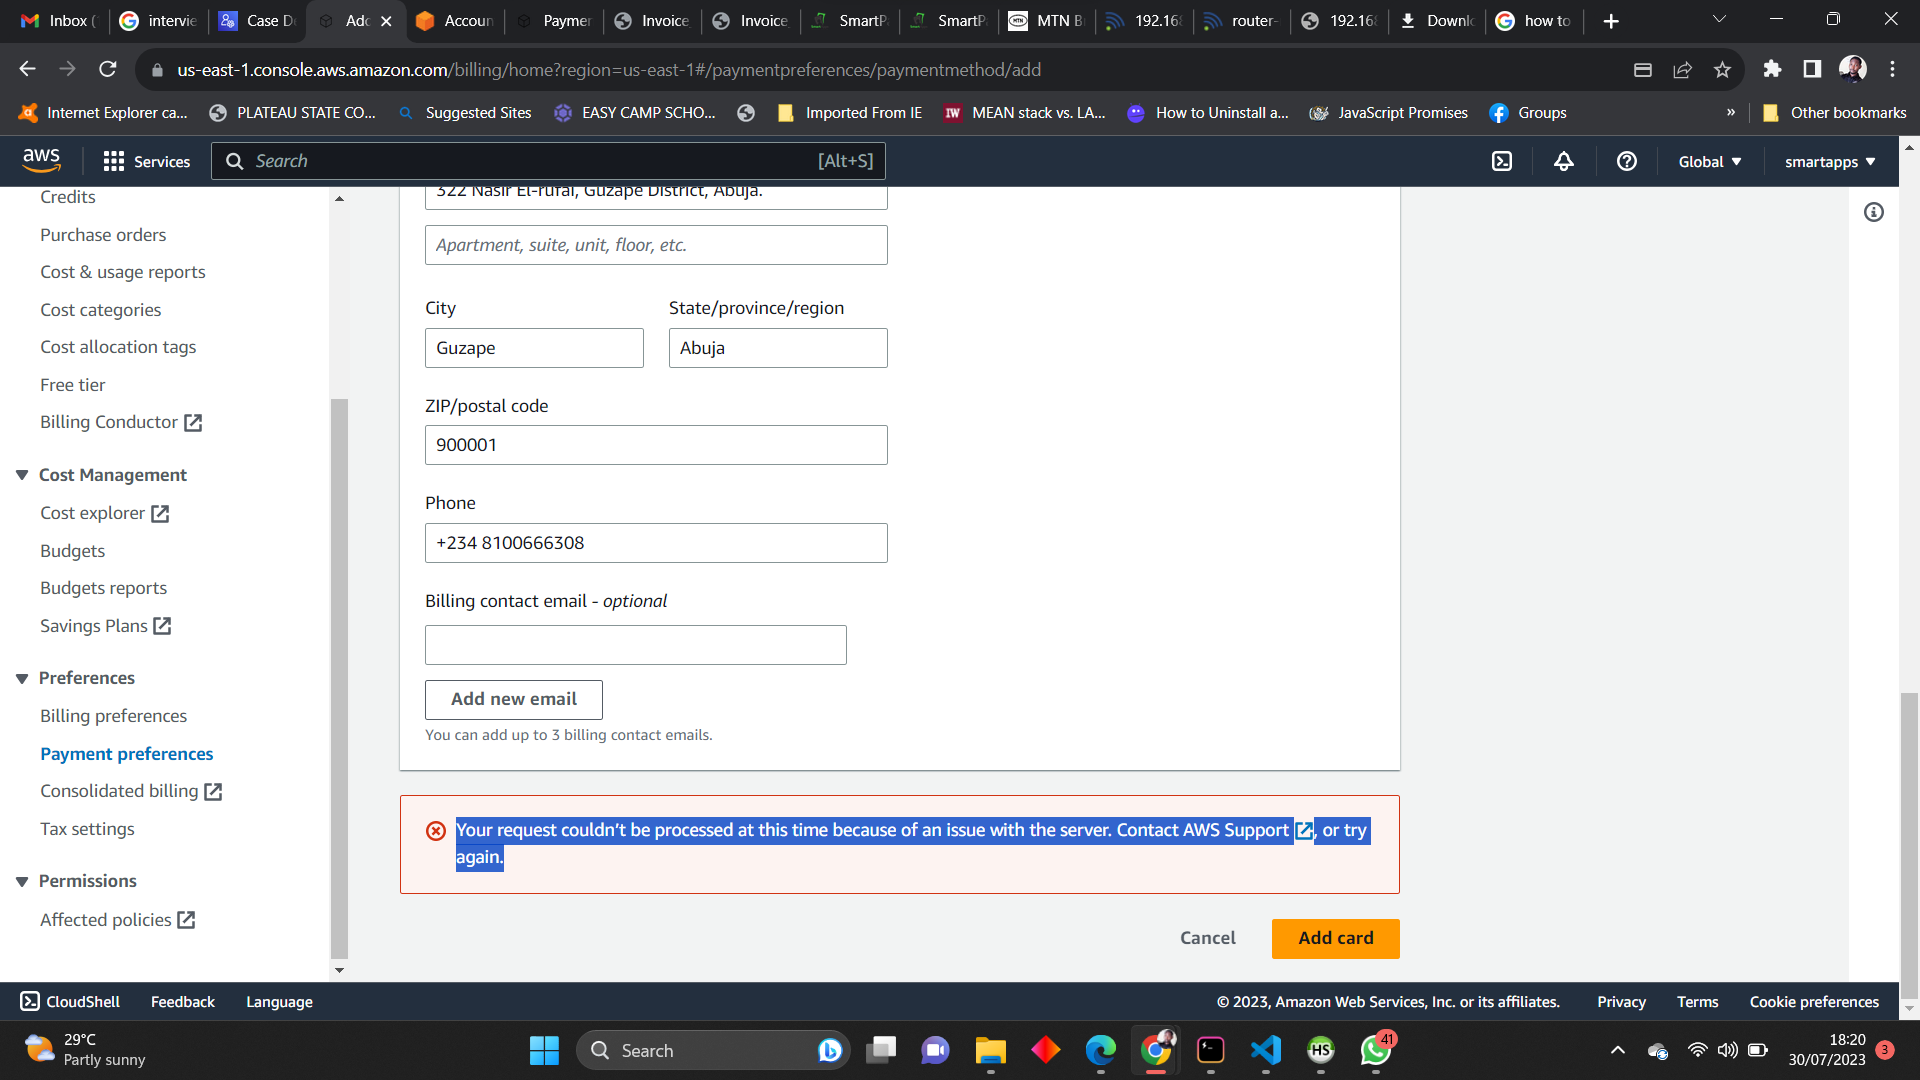 Inbox (
intervie
Case D
Add
Accoun
Paymen
Invoice
Invoice
SmartP
SmartP
MTN B
192.168
router-
192.168
Downlo
how to
us-east-1.console.aws.amazon.com/billing/home?region=us-east-1#/paymentpreferences/paymentmethod/add
Internet Explorer ca...
PLATEAU STATE CO...
Suggested Sites
EASY CAMP SCHO...
Imported From IE
MEAN stack vs. LA...
How to Uninstall a...
JavaScript Promises
Groups
»
Other bookmarks
aws
Services
Search
[Alt+S]
Global
smartapps
Credits
Purchase orders
Cost & usage reports
Cost categories
Cost allocation tags
Free tier
Billing Conductor
Cost Management
Cost explorer
Budgets
Budgets reports
Savings Plans
Preferences
Billing preferences
Payment preferences
Consolidated billing
Tax settings
Permissions
Affected policies
322 Nasir El-rufai, Guzape District, Abuja.
Apartment, suite, unit, floor, etc.
City
State/province/region
Guzape
Abuja
ZIP/postal code
900001
Phone
+234 8100666308
Billing contact email - optional
Add new email
You can add up to 3 billing contact emails.
Your request couldn't be processed at this time because of an issue with the server. Contact AWS Support , or try
again.
Cancel
Add card
CloudShell
Feedback
Language
© 2023, Amazon Web Services, Inc. or its affiliates.
Privacy
Terms
Cookie preferences
29°C
Partly sunny
Search
HS
41
18:20
30/07/2023
3